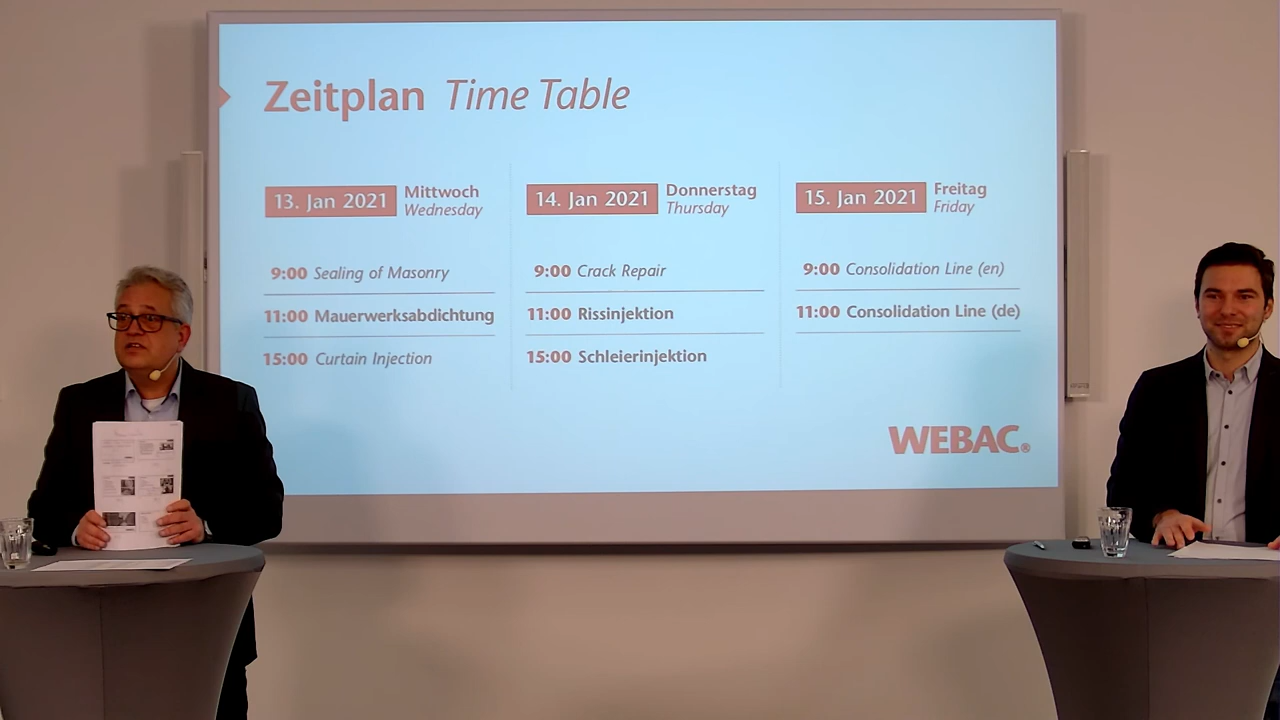 Zeitplan Time Table
13. Jan 2021 Mittwoch
Wednesday
9:00 Sealing of Masonry
11:00 Mauerwerksabdichtung
15:00 Curtain Injection
14. Jan 2021 Donnerstag
Thursday
9:00 Crack Repair
11:00 Rissinjektion
15:00 Schleierinjektion
15. Jan 2021 Freitag
Friday
9:00 Consolidation Line (en)
11:00 Consolidation Line (de)
WEBAC®